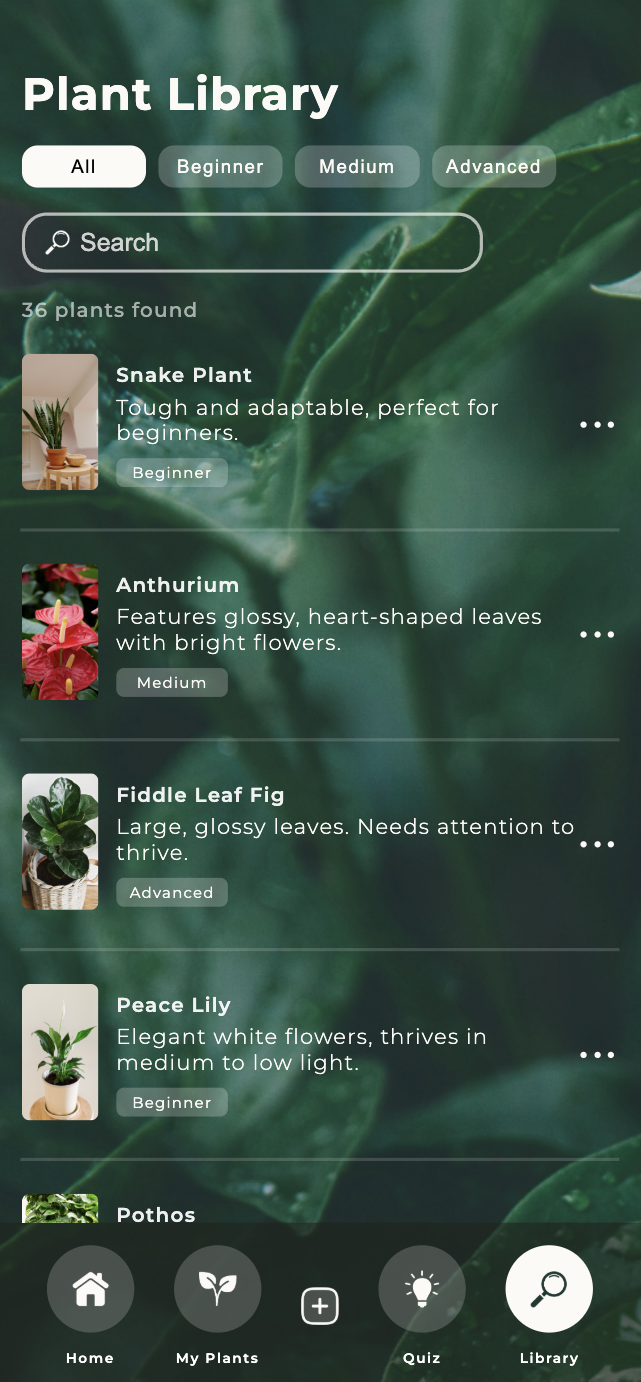 Plant Library
All Beginner Medium Advanced
Search
36 plants found
Snake Plant
Tough and adaptable, perfect for
beginners.
Beginner
Anthurium
Features glossy, heart-shaped leaves
with bright flowers.
Medium
Fiddle Leaf Fig
Large, glossy leaves. Needs attention to
thrive.
Advanced
Peace Lily
Elegant white flowers, thrives in
medium to low light.
Beginner
Pothos
Home My Plants Quiz Library